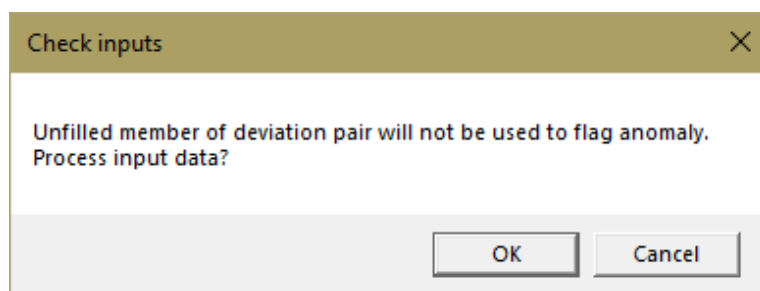 Check inputs
Unfilled member of deviation pair will not be used to flag anomaly.
Process input data?
OK
Cancel